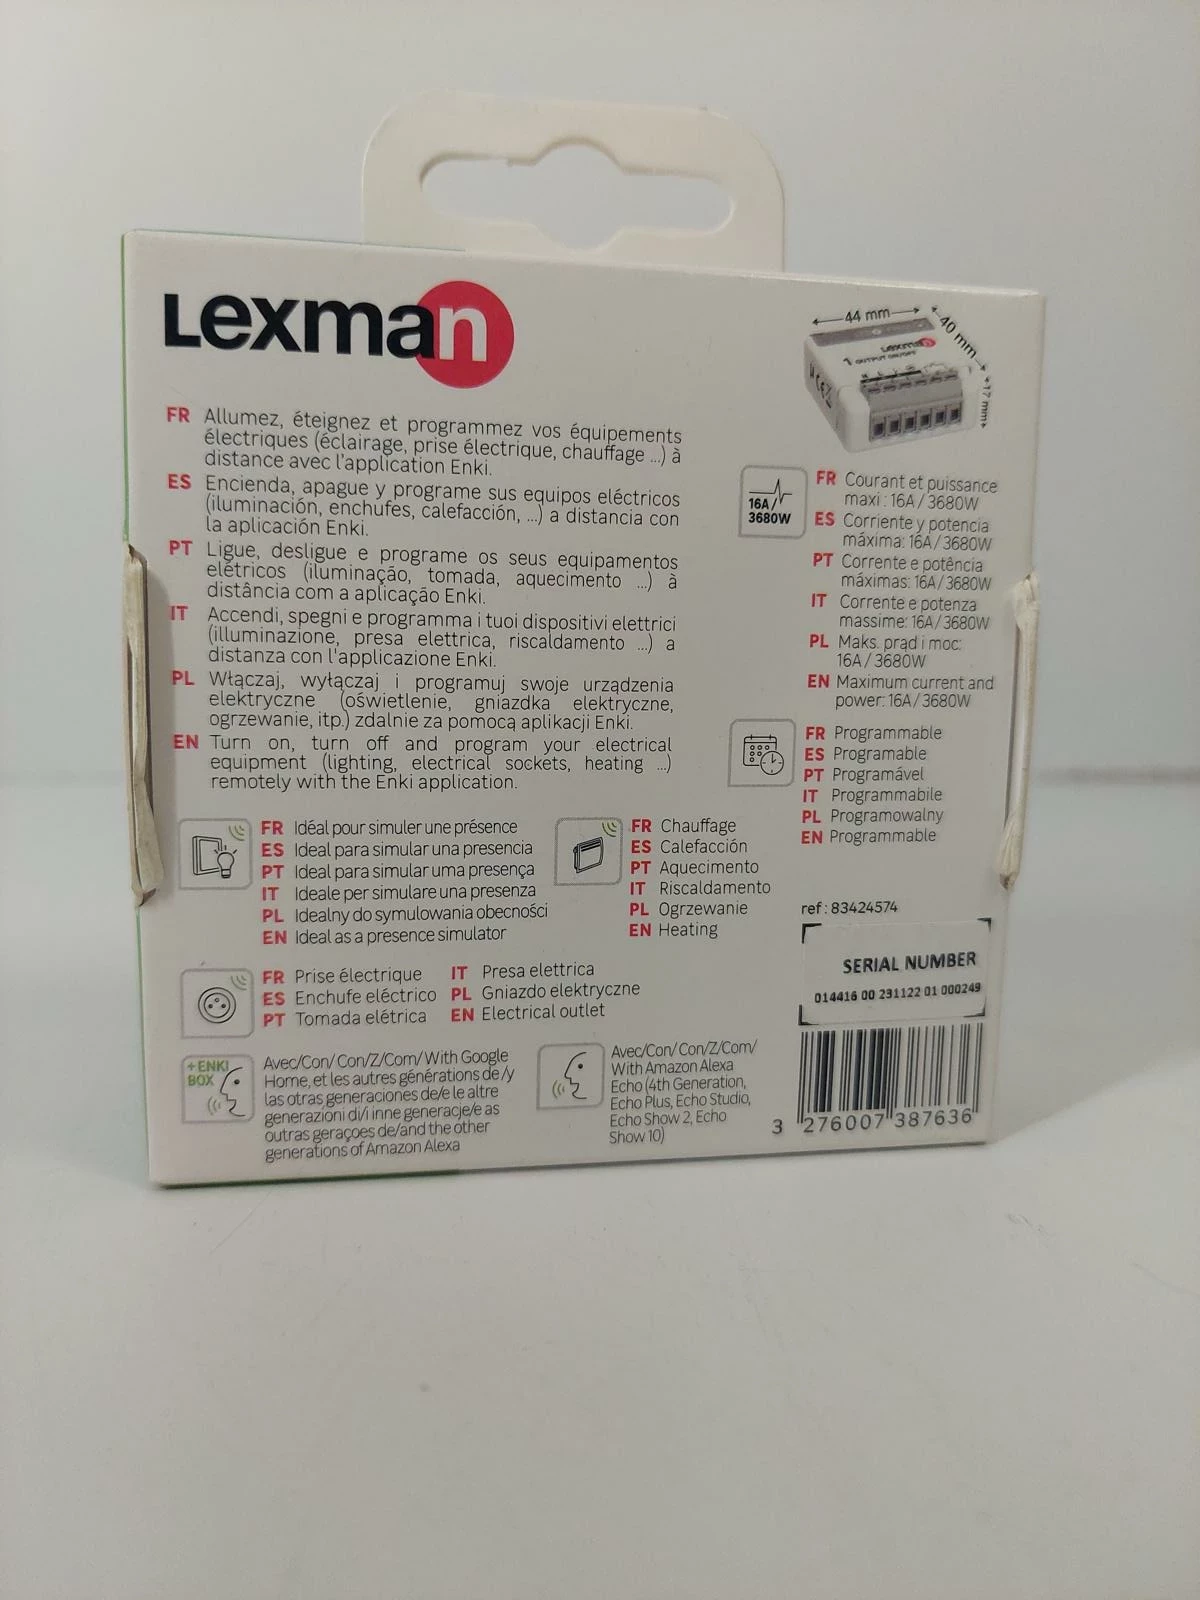 Lexman
FR Allumez, éteignez et programmez vos équipements
électriques (éclairage, prise électrique, chauffage ...) à
distance avec l'application Enki.
ES Encienda, apague y programe sus equipos eléctricos
(iluminación, enchufes, calefacción, ...) a distancia con
la aplicación Enki.
PT Ligue, desligue e programe os seus equipamentos
elétricos (iluminação, tomada, aquecimento ...) à
distância com a aplicação Enki.
IT Accendi, spegni e programma i tuoi dispositivi elettrici
(illuminazione, presa elettrica, riscaldamento ...) a
distanza con l'applicazione Enki.
PL Włączaj, wyłączaj i programuj swoje urządzenia
elektryczne (oświetlenie, gniazdka elektryczne,
ogrzewanie, itp.) zdalnie za pomocą aplikacji Enki.
EN Turn on, turn off and program your electrical
equipment (lighting, electrical sockets, heating ...)
remotely with the Enki application.
44 mm
40 mm
17 mm
Lexman
1 OUTPUT ON/OFF
16A/
3680W
FR Courant et puissance
maxi : 16A / 3680W
ES Corriente y potencia
máxima: 16A / 3680W
PT Corrente e potência
máximas: 16A / 3680W
IT Corrente e potenza
massime: 16A / 3680W
PL Maks. prąd i moc:
16A / 3680W
EN Maximum current and
power: 16A / 3680W
FR Programmable
ES Programable
PT Programável
IT Programmabile
PL Programowalny
EN Programmable
FR Idéal pour simuler une présence
ES Ideal para simular una presencia
PT Ideal para simular uma presença
IT Ideale per simulare una presenza
PL Idealny do symulowania obecności
EN Ideal as a presence simulator
FR Chauffage
ES Calefacción
PT Aquecimento
IT Riscaldamento
PL Ogrzewanie
EN Heating
FR Prise électrique
ES Enchufe eléctrico
PT Tomada elétrica
IT Presa elettrica
PL Gniazdo elektryczne
EN Electrical outlet
+ ENKI
BOX
Avec/Con/ Con/Z/Com/ With Google
Home, et les autres générations de /y
las otras generaciones de/e le altre
generazioni di/i inne generacje/e as
outras geraçoes de/and the other
generations of Amazon Alexa
Avec/Con/ Con/Z/Com/
With Amazon Alexa
Echo (4th Generation,
Echo Plus, Echo Studio,
Echo Show 2, Echo
Show 10)
ref : 83424574
SERIAL NUMBER
014416 00 231122 01 000249
3 276007 387636